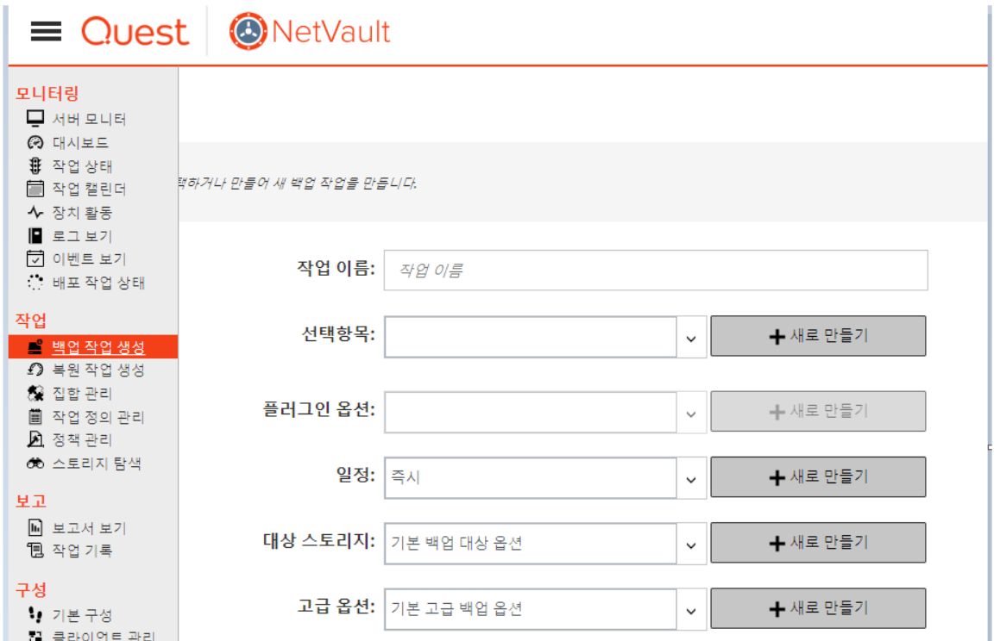 Quest NetVault
모니터링
서버 모니터
대시보드
작업 상태
작업 캘린더
장치 활동
로그 보기
이벤트 보기
배포 작업 상태
작업
백업 작업 생성
복원 작업 생성
집합 관리
작업 정의 관리
정책 관리
스토리지 탐색
보고
보고서 보기
작업 기록
구성
기본 구성
클라이언트 관리
택하거나 만들어 새 백업 작업을 만듭니다.
작업 이름: 작업 이름
선택항목: 새로 만들기
플러그인 옵션: 새로 만들기
일정: 즉시 새로 만들기
대상 스토리지: 기본 백업 대상 옵션 새로 만들기
고급 옵션: 기본 고급 백업 옵션 새로 만들기